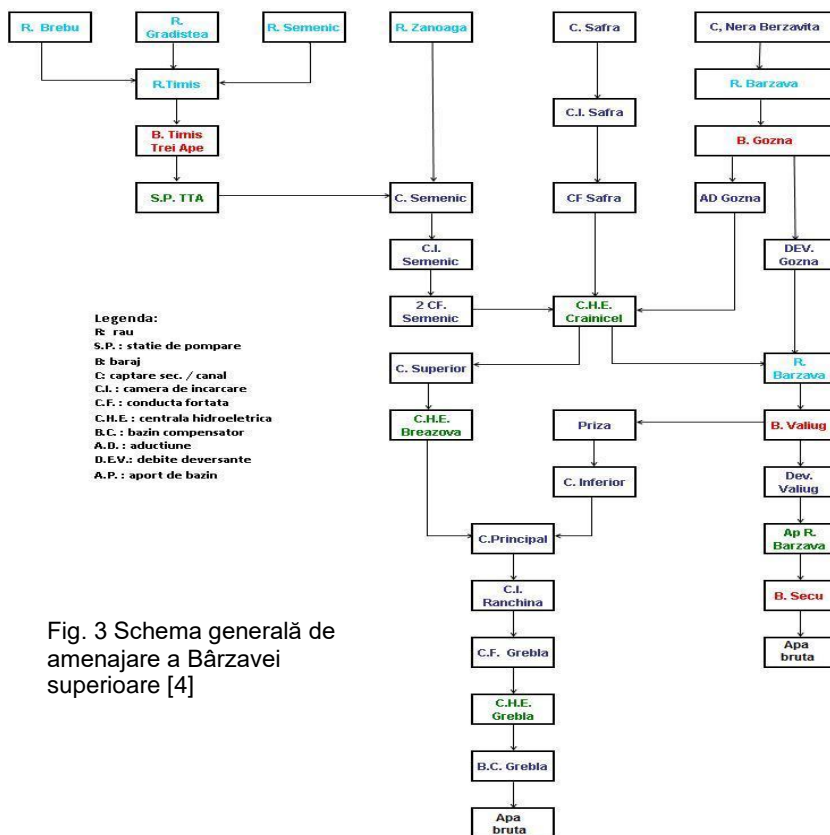 R. Brebu
R.
Gradistea
R. Semenic
R. Zanoaga
C. Safra
C, Nera Berzavita
R.Timis
C.I. Safra
R. Barzava
B. Timis
Trei Ape
B. Gozna
S.P. TTA
C. Semenic
CF Safra
AD Gozna
C.I.
Semenic
DEV.
Gozna
2 CF.
Semenic
C.H.E.
Crainicel
Legenda:
R: rau
S.P. : statie de pompare
B: baraj
C: captare sec. / canal
C.I. : camera de incarcare
C.F. : conducta fortata
C.H.E. : centrala hidroeletrica
B.C. : bazin compensator
A.D. : actiune
D.E.V.: debite deversante
A.P. : aport de bazin
C. Superior
R.
Barzava
C.H.E.
Breazova
Priza
B. Valiug
C. Inferior
Dev.
Valiug
C.Principal
Ap R.
Barzava
C.I.
Ranchina
B. Secu
Fig. 3 Schema generală de
amenajare a Bârzavei
superioare [4]
C.F. Grebla
Apa
bruta
C.H.E.
Grebla
B.C. Grebla
Apa
bruta